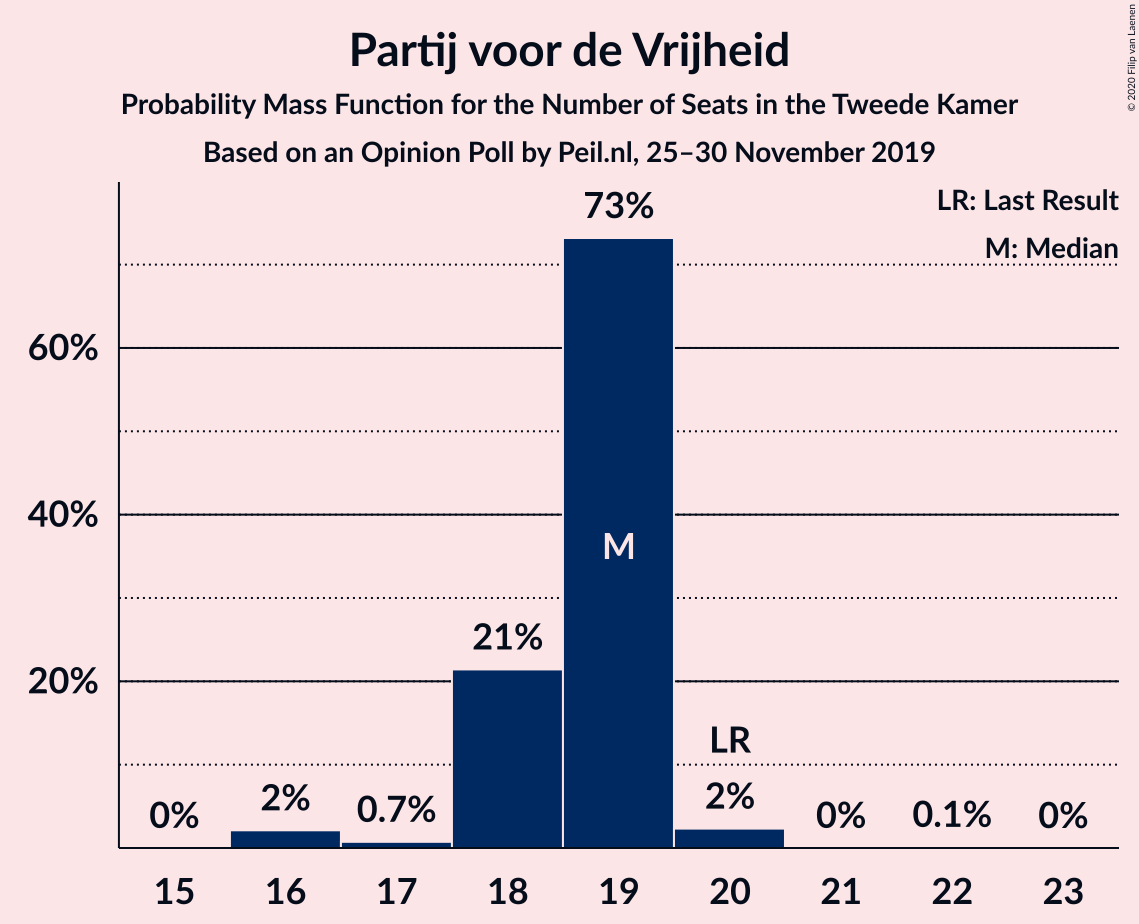 Partij voor de Vrijheid
Probability Mass Function for the Number of Seats in the Tweede Kamer
Based on an Opinion Poll by Peil.nl, 25–30 November 2019
© 2020 Filip van Laenen
LR: Last Result
M: Median
73%
60%
40%
M
21%
20%
LR
0%
2%
0.7%
2%
0%
0.1%
0%
15 16 17 18 19 20 21 22 23